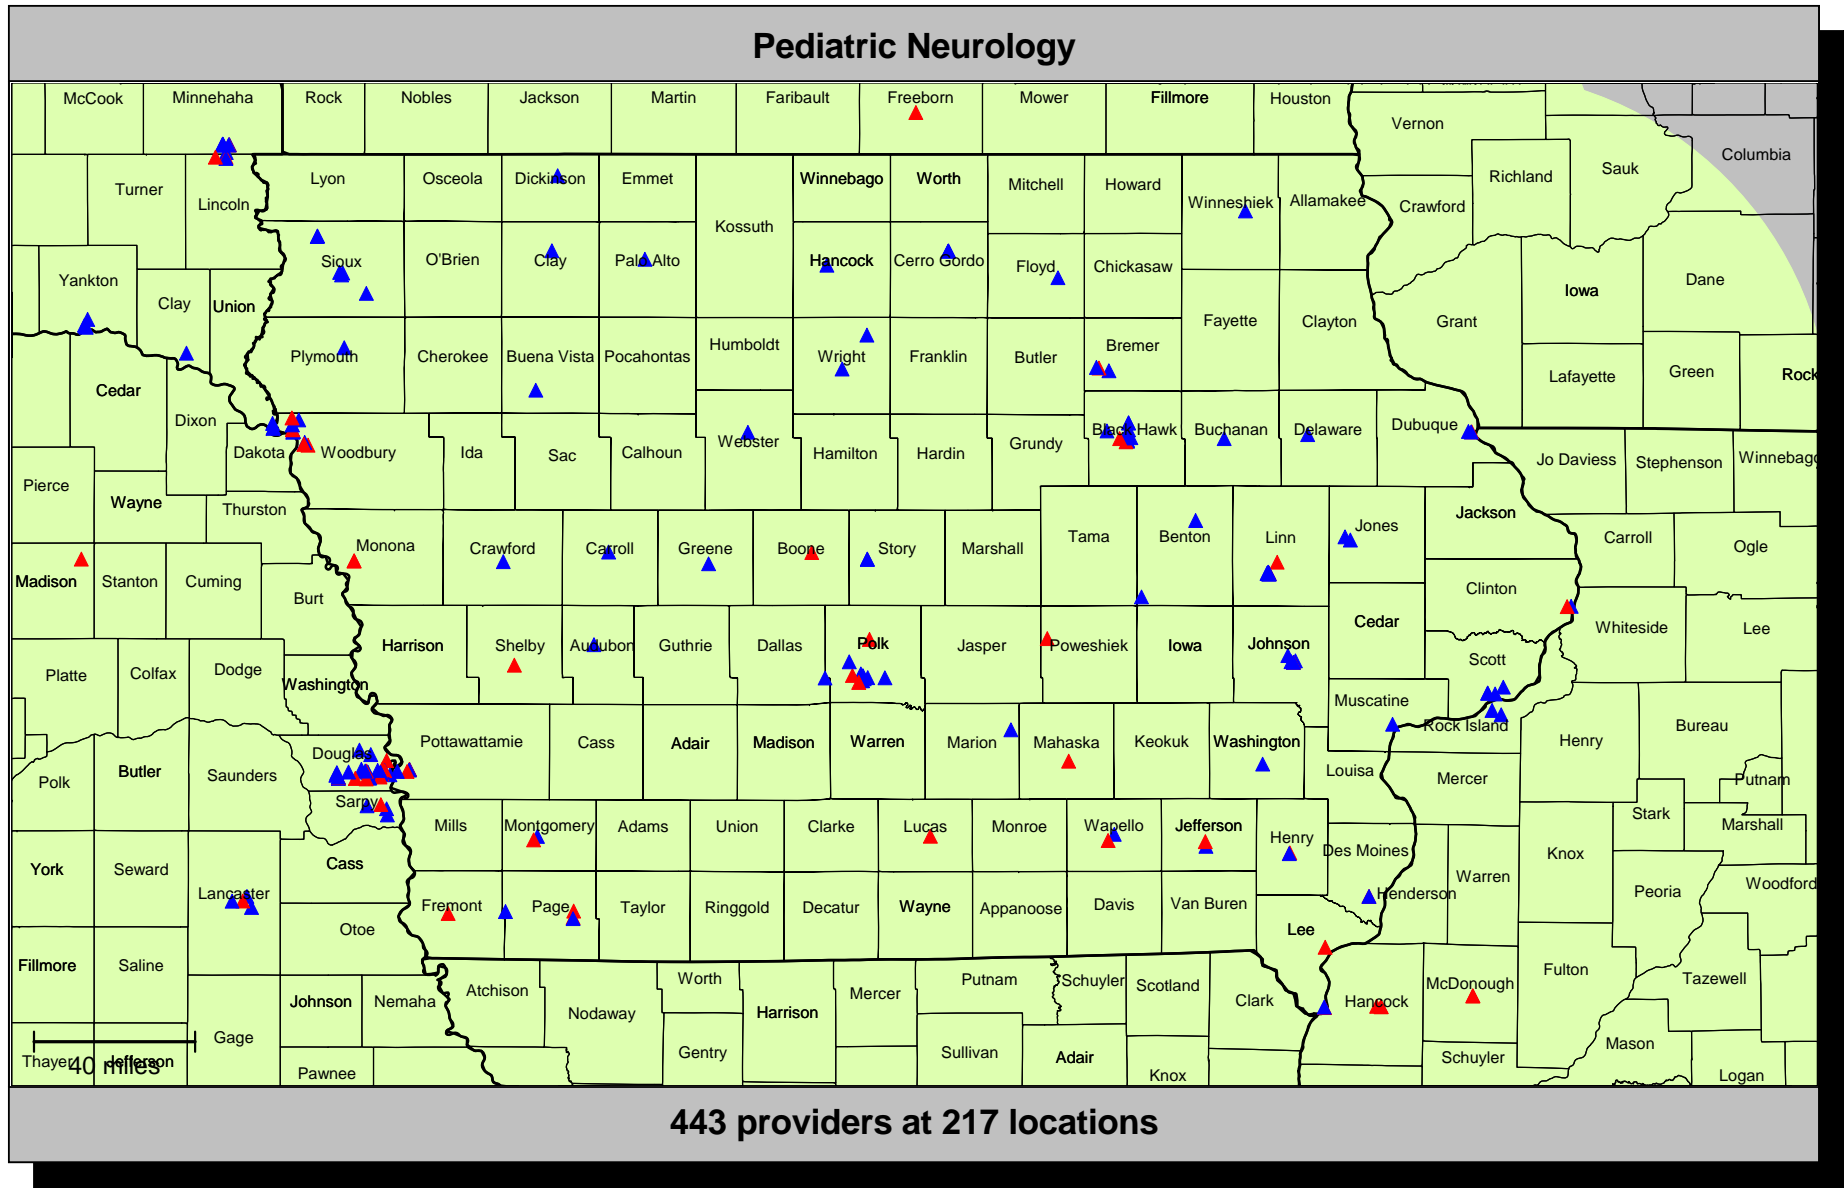 Pediatric Neurology
McCook Minnehaha Rock Nobles Jackson Martin Faribault Freeborn Mower Fillmore Houston
Vernon
Columbia
Sauk
Richland
Turner Lyon Osceola Dickinson Emmet Winnebago Worth Mitchell Howard
Lincoln Winneshiek Allamakee Crawford
Kossuth
Yankton Sioux O'Brien Clay Palo Alto Hancock Cerro Gordo Floyd Chickasaw Dane
Clay Union Iowa
Fayette Clayton Grant
Plymouth Cherokee Buena Vista Pocahontas Humboldt Wright Franklin Butler Bremer
Cedar Lafayette Green Rock
Dixon Webster Black Hawk Buchanan Delaware Dubuque
Dakota Woodbury Ida Sac Calhoun Hamilton Hardin Grundy Jo Daviess Stephenson Winnebago
Pierce
Wayne Thurston Jackson
Monona Crawford Carroll Greene Boone Story Marshall Tama Benton Linn Jones Carroll Ogle
Madison Stanton Cuming
Burt Clinton
Harrison Shelby Audubon Guthrie Dallas Polk Jasper Poweshiek Iowa Johnson Cedar Whiteside Lee
Platte Colfax Dodge Scott
Washington Muscatine
Rock Island Bureau
Pottawattamie Cass Adair Madison Warren Marion Mahaska Keokuk Washington Henry
Douglas
Polk Butler Saunders Louisa Mercer Putnam
Sarpy
Mills Montgomery Adams Union Clarke Lucas Monroe Wapello Jefferson Henry Stark Marshall
Des Moines Knox
York Seward Cass
Lancaster Henderson Warren Peoria Woodford
Fremont Page Taylor Ringgold Decatur Wayne Appanoose Davis Van Buren
Otoe Lee
Fillmore Saline Fulton
Worth Putnam Schuyler Scotland McDonough Tazewell
Johnson Nemaha Atchison Mercer Clark Hancock
Nodaway Harrison
Gage Mason
Thayer Jefferson Gentry Sullivan Adair Schuyler
40 miles
Pawnee Knox Logan
443 providers at 217 locations